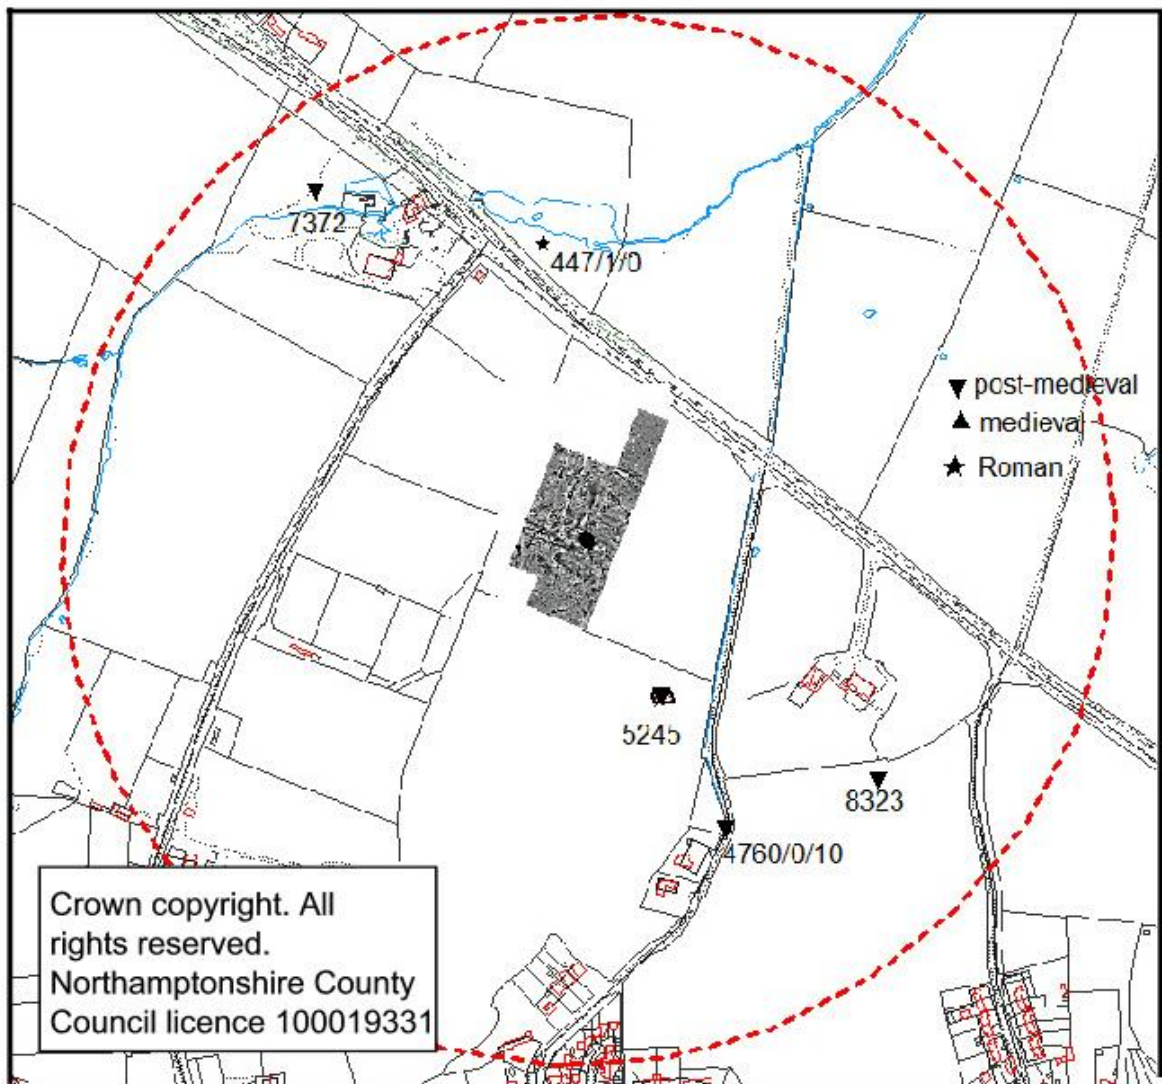 7372
447/1/0
post-medieval
medieval
Roman
5245
8323
4760/0/10
Crown copyright. All
rights reserved.
Northamptonshire County
Council licence 100019331